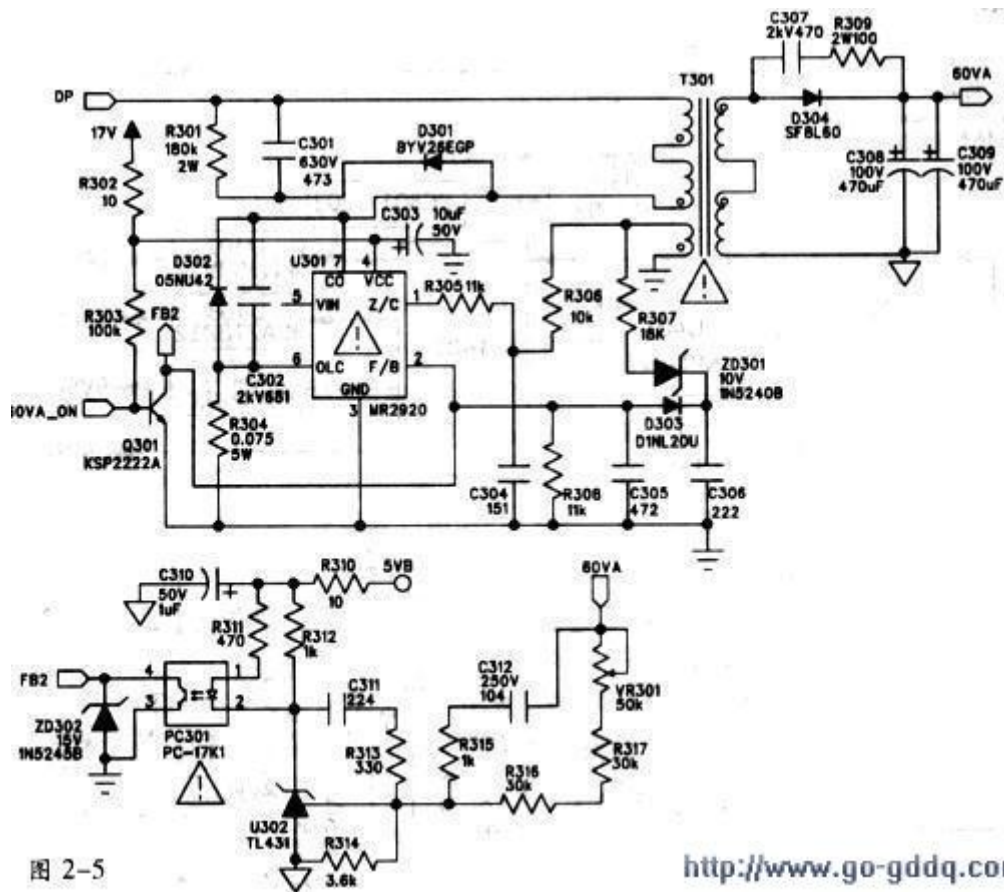 C307
2kV470
R309
2W100
T301
60VA
DP
17V
R301
180k
2W
C301
630V
473
D301
BYV26EGP
D304
SF8L60
R302
10
C308
100V
470uF
C309
100V
470uF
C303
10uF
50V
D302
05NU42
U301
7
4
CO
VCC
R305
11k
5
VIN
Z/C
1
R303
100k
FB2
R306
10k
R307
18K
6
OLC
F/B
2
ZD301
10V
1N5240B
C302
2kV681
GND
3
MR2920
D303
D1NL20U
0VA_ON
R304
0.075
5W
Q301
KSP2222A
C304
151
R308
11k
C305
472
C306
222
C310
50V
1uF
R310
10
5VB
60VA
R311
470
R312
1k
FB2
4
1
3
2
C311
224
C312
250V
104
VR301
50k
ZD302
15V
1N5245B
PC301
PC-17K1
R313
330
R315
1k
R316
30k
R317
30k
U302
TL431
R314
3.6k
图 2-5
http://www.go-gddq.co